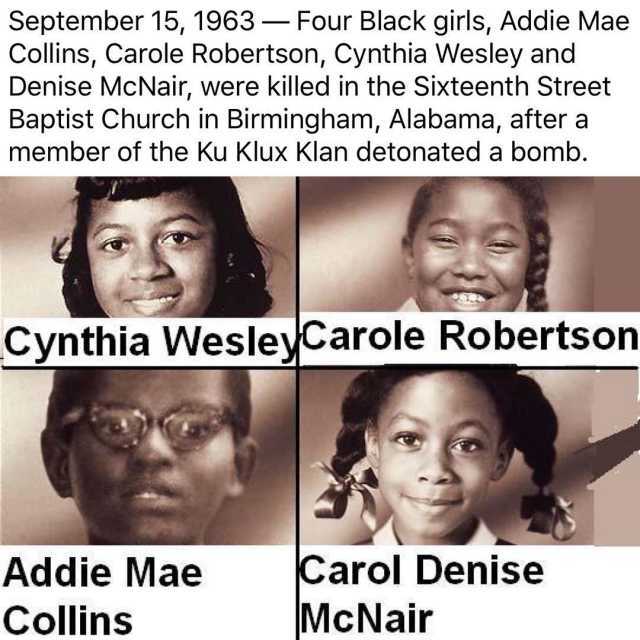 September 15, 1963 — Four Black girls, Addie Mae
Collins, Carole Robertson, Cynthia Wesley and
Denise McNair, were killed in the Sixteenth Street
Baptist Church in Birmingham, Alabama, after a
member of the Ku Klux Klan detonated a bomb.
Cynthia Wesley
Carole Robertson
Addie Mae
Collins
Carol Denise
McNair